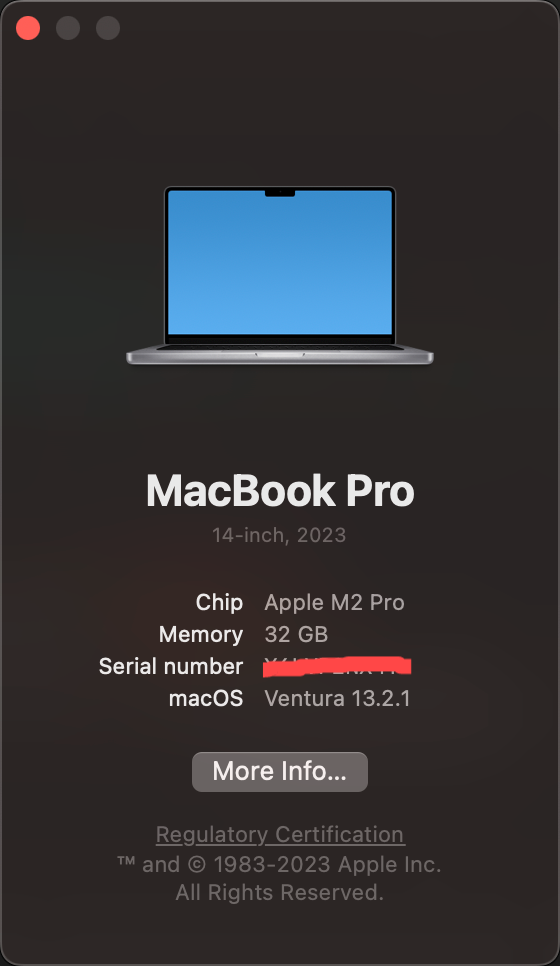 MacBook Pro
14-inch, 2023
Chip Apple M2 Pro
Memory 32 GB
Serial number
macOS Ventura 13.2.1
More Info...
Regulatory Certification
™ and © 1983-2023 Apple Inc.
All Rights Reserved.